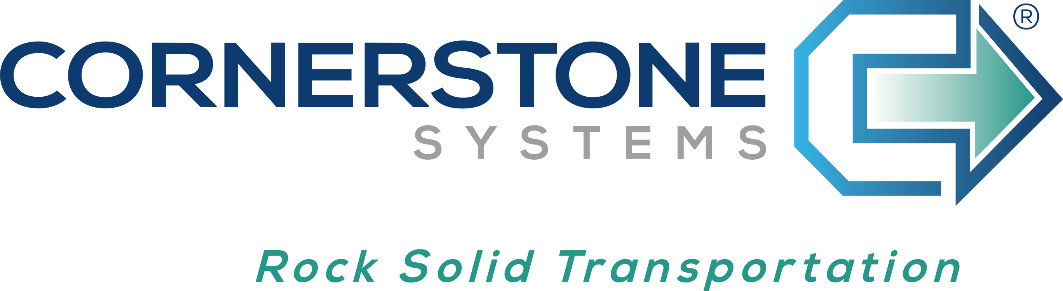 CORNERSTONE
®
SYSTEMS
Rock Solid Transportation